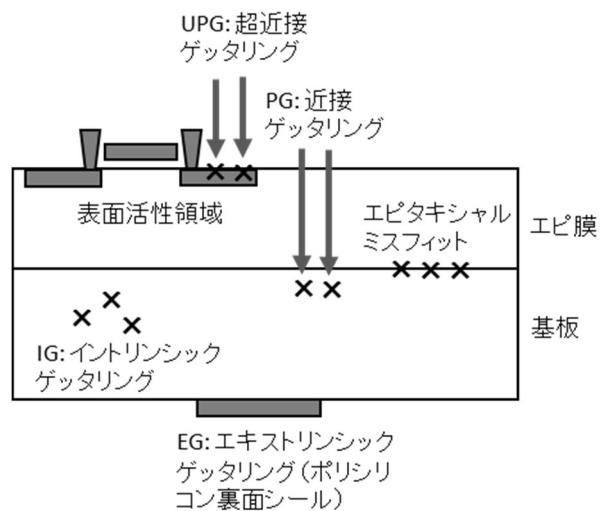 UPG: 超近接
ゲッタリング
PG: 近接
ゲッタリング
表面活性領域
エピタキシャル
ミスフィット
エピ膜
基板
IG: イントリンシック
ゲッタリング
EG: エキストリンシック
ゲッタリング（ポリシリ
コン裏面シール）